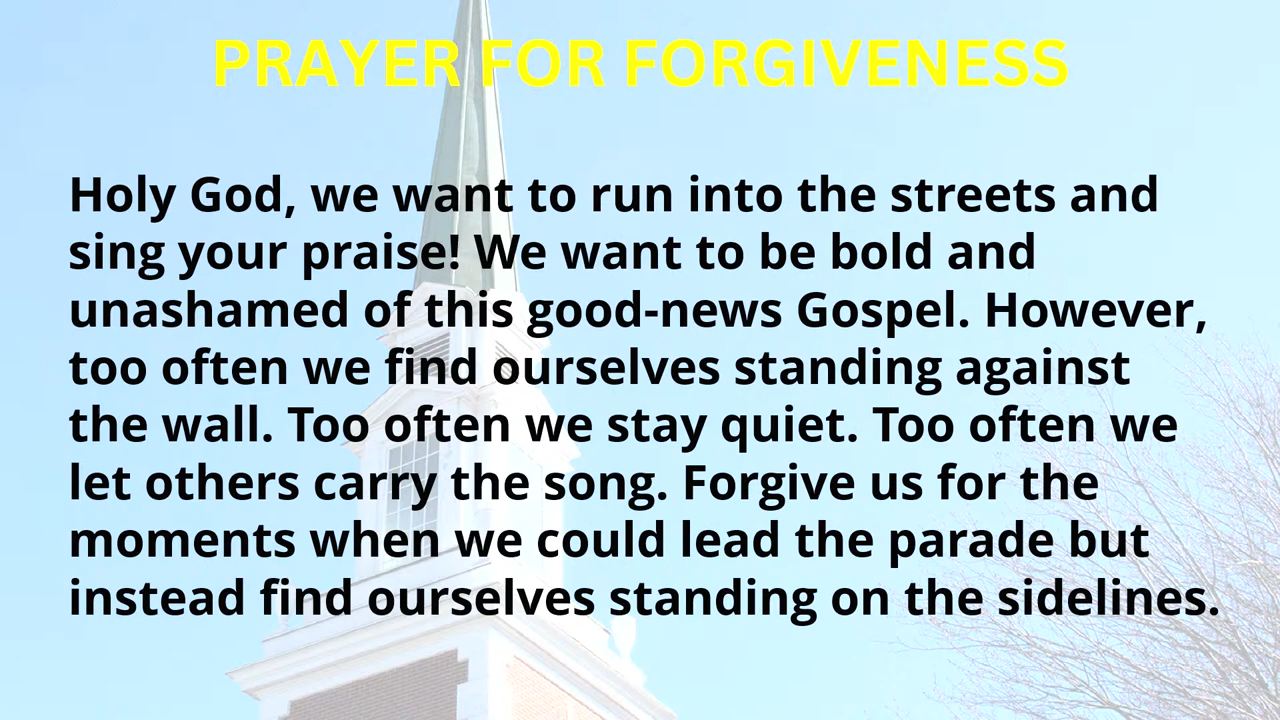 PRAYER FOR FORGIVENESS
Holy God, we want to run into the streets and
sing your praise! We want to be bold and
unashamed of this good-news Gospel. However,
too often we find ourselves standing against
the wall. Too often we stay quiet. Too often we
let others carry the song. Forgive us for the
moments when we could lead the parade but
instead find ourselves standing on the sidelines.